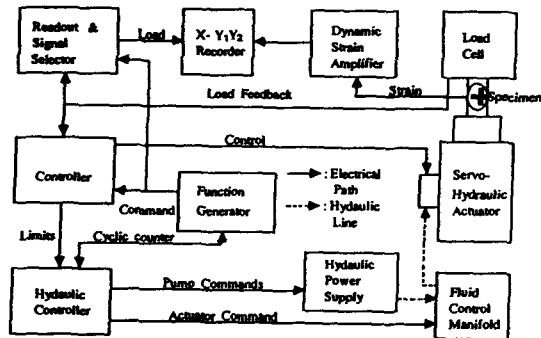 Readout &
Signal
Selector
Load
X- Y₁Y₂
Recorder
Dynamic
Strain
Amplifier
Load
Cell
Load Feedback
Strain
Specimen
Control
Controller
Command
Function
Generator
: Electrical
Path
: Hydaulic
Line
Servo-
Hydraulic
Actuator
Limits
Cyclic counter
Hydaulic
Controller
Pump Commands
Actuator Command
Hydaulic
Power
Supply
Fluid
Control
Manifold